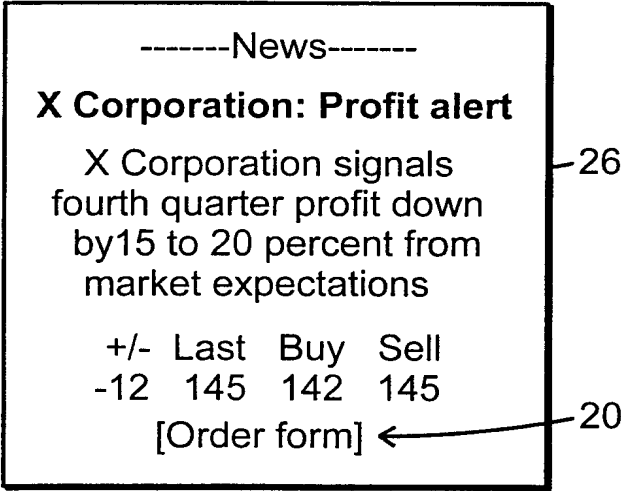 -------News-------
X Corporation: Profit alert
X Corporation signals
26
fourth quarter profit down
by15 to 20 percent from
market expectations
+/- Last Buy Sell
-12 145 142 145
[Order form]
20